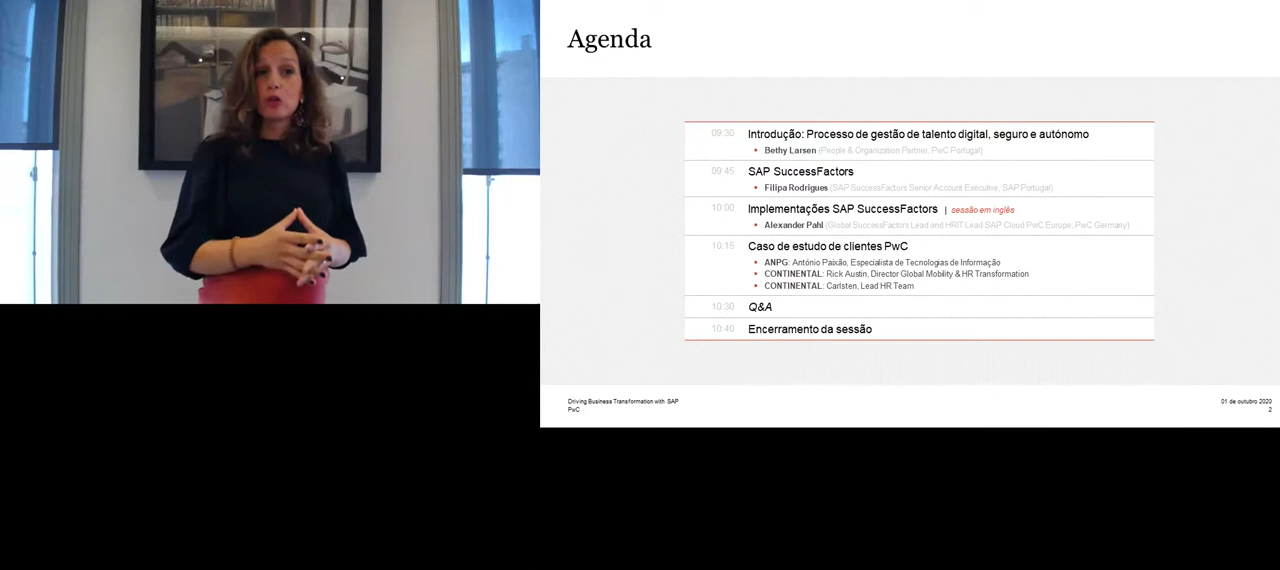 Agenda
09:30 Introdução: Processo de gestão de talento digital, seguro e autónomo
Bethy Larsen (People & Organization Partner, PwC Portugal)
09:45 SAP SuccessFactors
Filipa Rodrigues (SAP SuccessFactors Senior Account Executive, SAP Portugal)
10:00 Implementações SAP SuccessFactors | sessão em inglês
Alexander Pahl (Global SuccessFactors Lead and HRIT Lead SAP Cloud PwC Europe, PwC Germany)
10:15 Caso de estudo de clientes PwC
ANPG: António Paixão, Especialista de Tecnologias de Informação
CONTINENTAL: Rick Austin, Director Global Mobility & HR Transformation
CONTINENTAL: Carlsten, Lead HR Team
10:30 Q&A
10:40 Encerramento da sessão
Driving Business Transformation with SAP
PwC
01 de outubro 2020
2